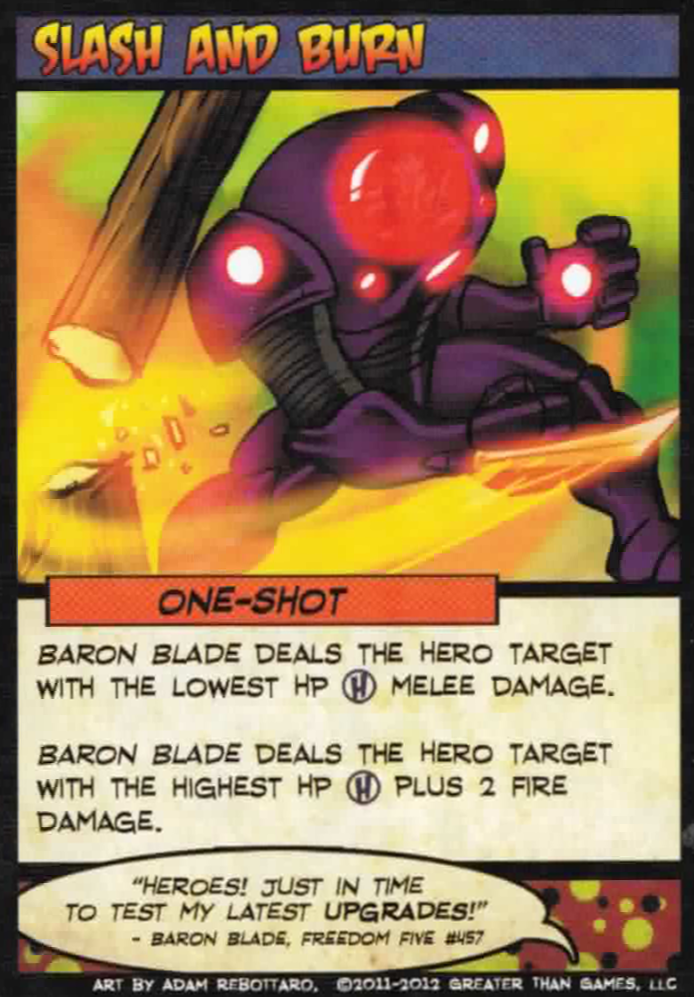 SLASH AND BURN
ONE-SHOT
BARON BLADE DEALS THE HERO TARGET
WITH THE LOWEST HP Ⓗ MELEE DAMAGE.
BARON BLADE DEALS THE HERO TARGET
WITH THE HIGHEST HP Ⓗ PLUS 2 FIRE
DAMAGE.
"HEROES! JUST IN TIME
TO TEST MY LATEST UPGRADES!"
- BARON BLADE, FREEDOM FIVE #457
ART BY ADAM REBOTTARO, ©2011-2012 GREATER THAN GAMES, LLC